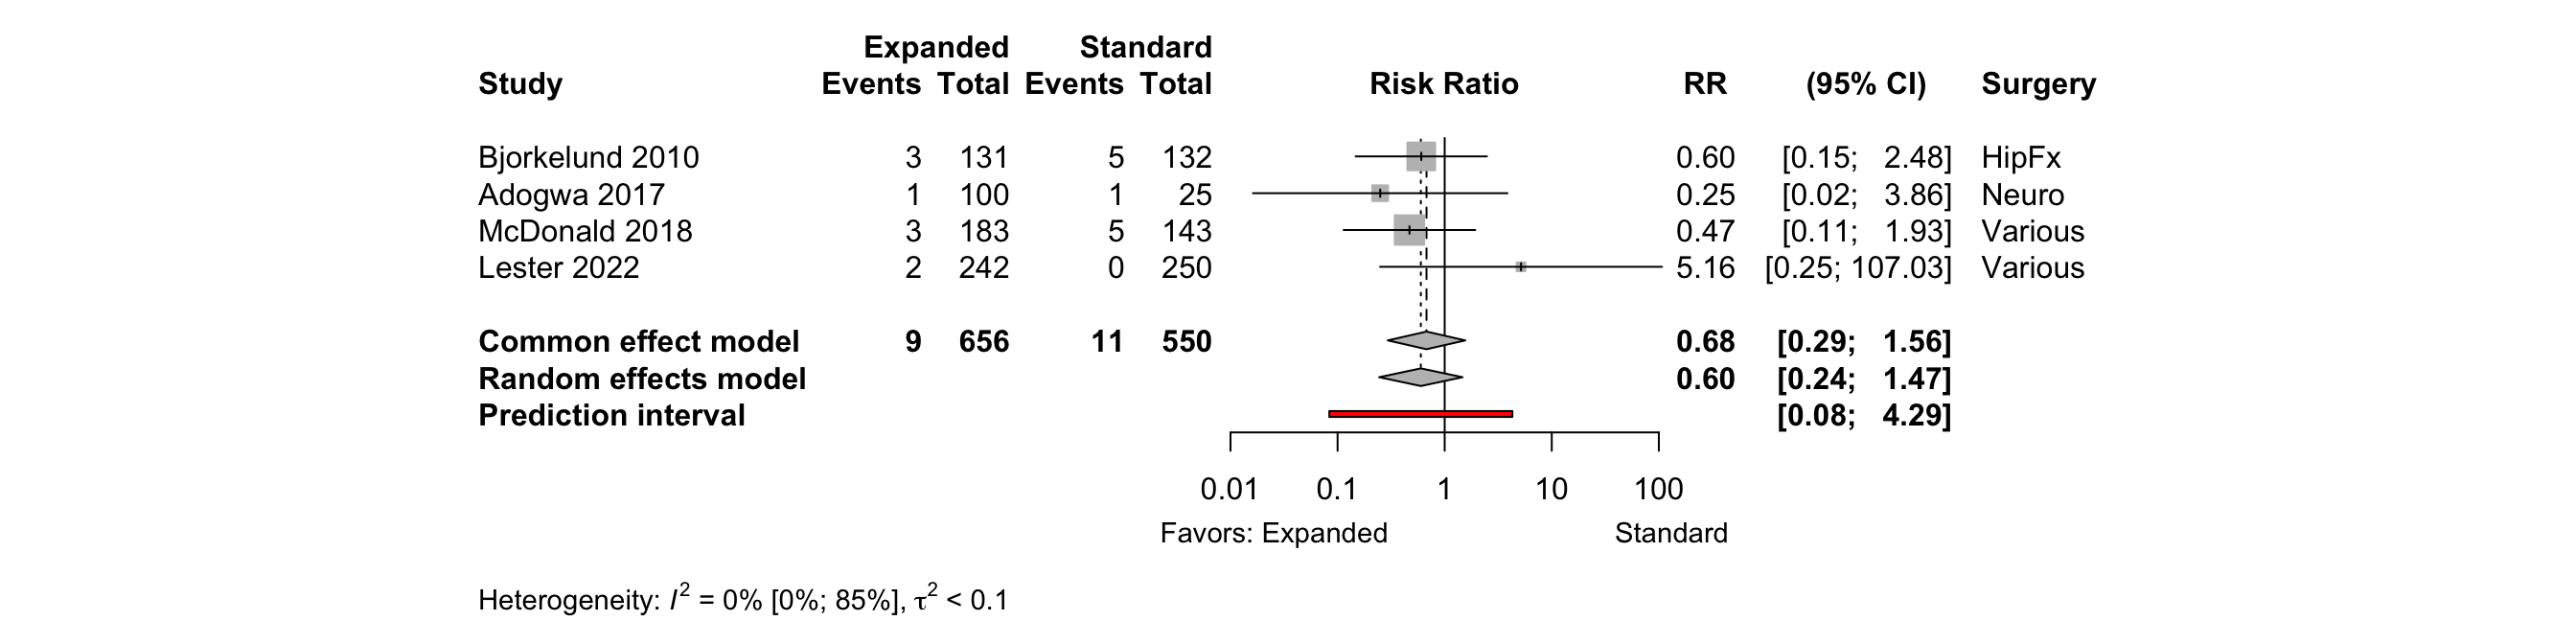 Expanded Standard
Study Events Total Events Total Risk Ratio RR (95% CI) Surgery
Bjorkelund 2010 3 131 5 132 0.60 [0.15; 2.48] HipFx
Adogwa 2017 1 100 1 25 0.25 [0.02; 3.86] Neuro
McDonald 2018 3 183 5 143 0.47 [0.11; 1.93] Various
Lester 2022 2 242 0 250 5.16 [0.25; 107.03] Various
Common effect model 9 656 11 550 0.68 [0.29; 1.56]
Random effects model 0.60 [0.24; 1.47]
Prediction interval [0.08; 4.29]
0.01 0.1 1 10 100
Favors: Expanded Standard
Heterogeneity: I² = 0% [0%; 85%], τ² < 0.1